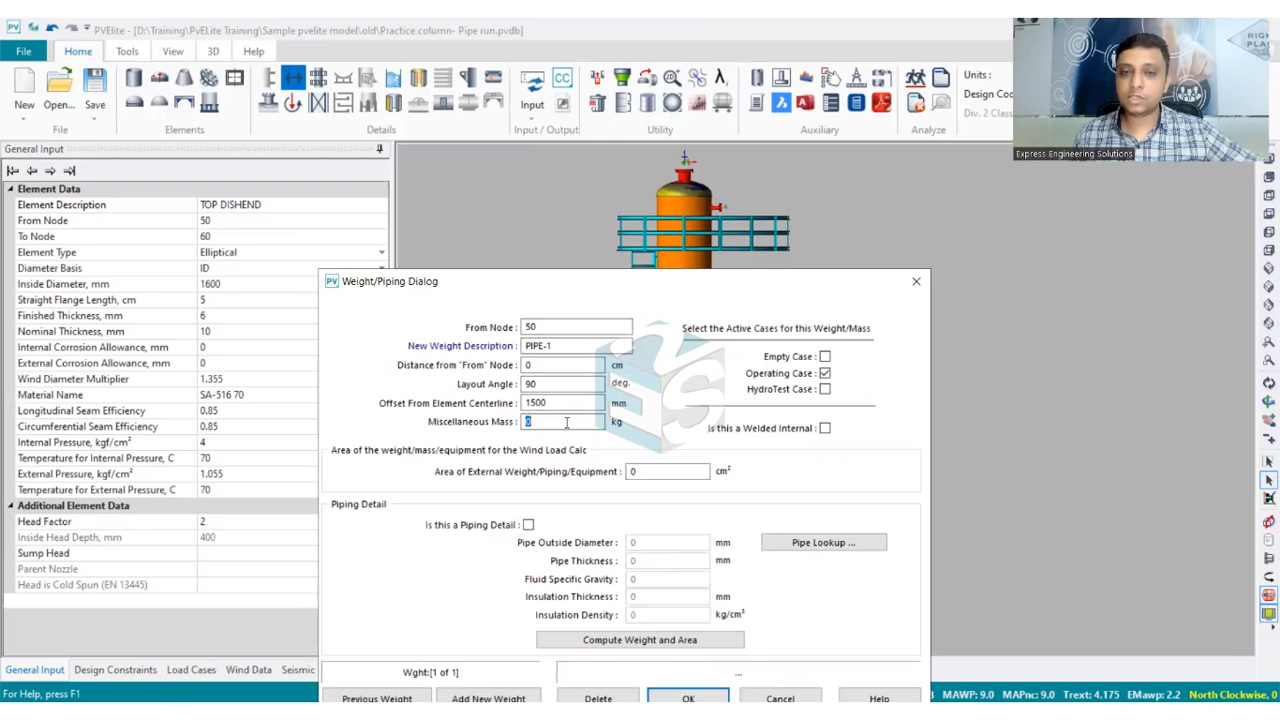 PV
PVElite - [D:\Training\PvELite Training\Sample pvelite model\old\Practice column- Pipe run.pvdb]
File Home Tools View 3D Help
New Open... Save Input
Units :
Design Cod
Div. 2 Class
File Elements Details Input / Output Utility Auxiliary Analyze
RIGH
PLA
Express Engineering Solutions
General Input
Element Data
Element Description TOP DISHEND
From Node 50
To Node 60
Element Type Elliptical
Diameter Basis ID
Inside Diameter, mm 1600
Straight Flange Length, cm 5
Finished Thickness, mm 6
Nominal Thickness, mm 10
Internal Corrosion Allowance, mm 0
External Corrosion Allowance, mm 0
Wind Diameter Multiplier 1.355
Material Name SA-516 70
Longitudinal Seam Efficiency 0.85
Circumferential Seam Efficiency 0.85
Internal Pressure, kgf/cm² 4
Temperature for Internal Pressure, C 70
External Pressure, kgf/cm² 1.055
Temperature for External Pressure, C 70
Additional Element Data
Head Factor 2
Inside Head Depth, mm 400
Sump Head
Parent Nozzle
Head is Cold Spun (EN 13445)
PV Weight/Piping Dialog
From Node : 50
New Weight Description : PIPE-1
Distance from "From" Node : 0 cm
Layout Angle : 90 deg.
Offset From Element Centerline : 1500 mm
Miscellaneous Mass : 0 kg
Select the Active Cases for this Weight/Mass
Empty Case :
Operating Case :
HydroTest Case :
Is this a Welded Internal :
Area of the weight/mass/equipment for the Wind Load Calc
Area of External Weight/Piping/Equipment : 0 cm²
Piping Detail
Is this a Piping Detail :
Pipe Outside Diameter : 0 mm Pipe Lookup ...
Pipe Thickness : 0 mm
Fluid Specific Gravity : 0
Insulation Thickness : 0 mm
Insulation Density : 0 kg/cm³
Compute Weight and Area
Wght:[1 of 1] ...
Previous Weight Add New Weight Delete OK Cancel Help
General Input Design Constraints Load Cases Wind Data Seismic
For Help, press F1
3 MAWP: 9.0 MAPnc: 9.0 Trext: 4.175 EMawp: 2.2 North Clockwise, 0